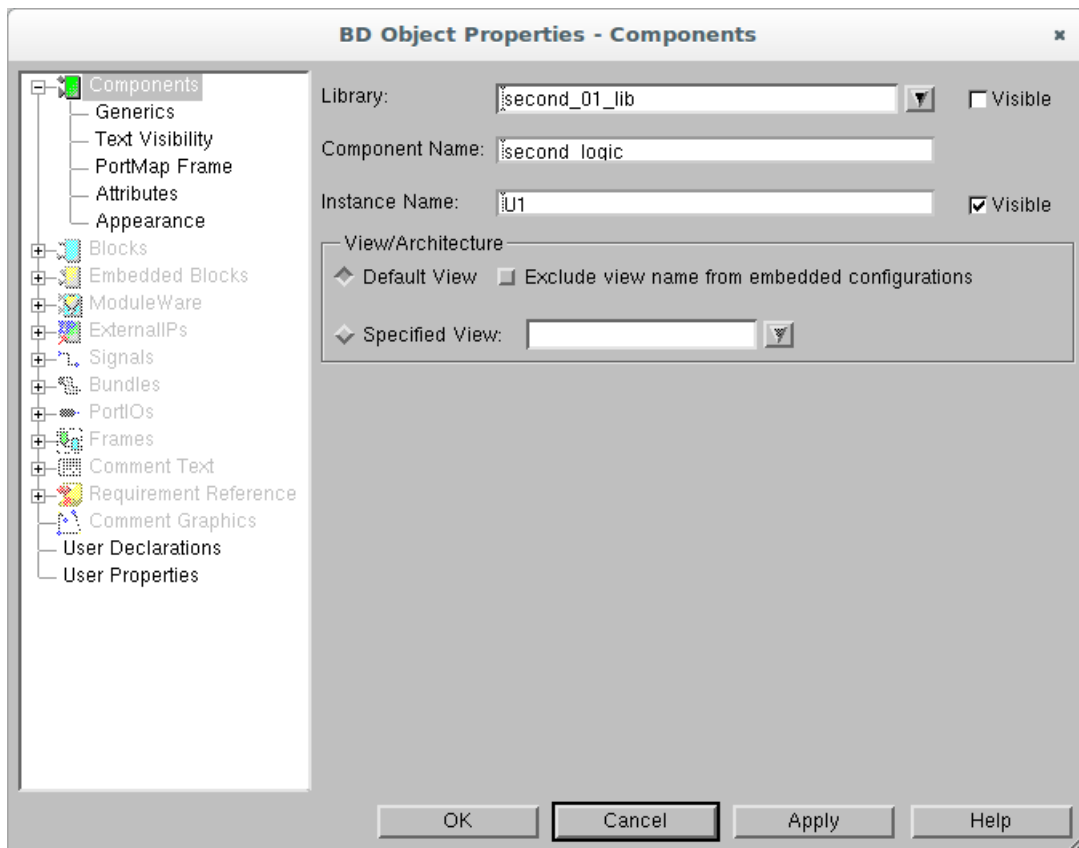 BD Object Properties - Components
Components
Generics
Text Visibility
PortMap Frame
Attributes
Appearance
Blocks
Embedded Blocks
ModuleWare
ExternalIPs
Signals
Bundles
PortIOs
Frames
Comment Text
Requirement Reference
Comment Graphics
User Declarations
User Properties
Library: second_01_lib Visible
Component Name: second_logic
Instance Name: U1 Visible
View/Architecture
Default View Exclude view name from embedded configurations
Specified View:
OK Cancel Apply Help